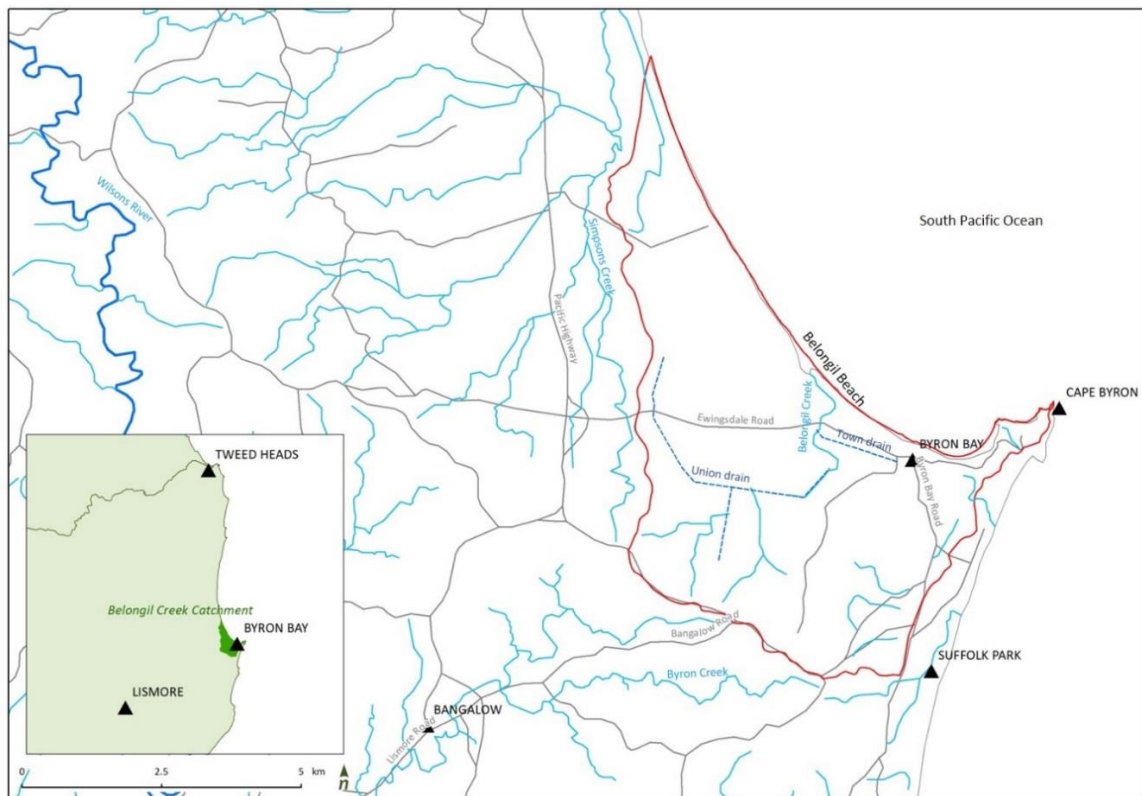 South Pacific Ocean
Wilsons River
Simpsons Creek
Pacific Highway
Belongil Beach
Belongil Creek
CAPE BYRON
Ewingsdale Road
Town drain
BYRON BAY
Union drain
Byron Bay Road
Bangalow Road
Byron Creek
SUFFOLK PARK
BANGALOW
Lismore Road
TWEED HEADS
Belongil Creek Catchment
BYRON BAY
LISMORE
0 2.5 5 km
n